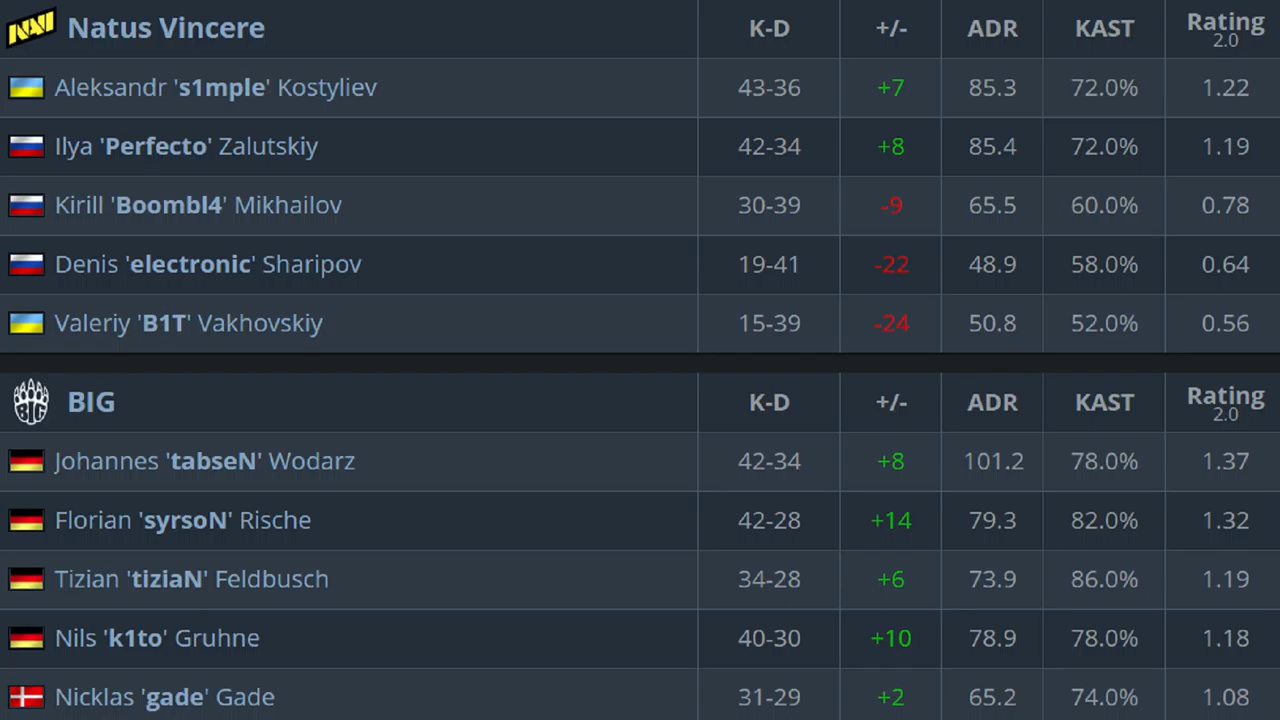 NAVI Natus Vincere K-D +/- ADR KAST Rating 2.0
Aleksandr 's1mple' Kostyliev 43-36 +7 85.3 72.0% 1.22
Ilya 'Perfecto' Zalutskiy 42-34 +8 85.4 72.0% 1.19
Kirill 'Boombl4' Mikhailov 30-39 -9 65.5 60.0% 0.78
Denis 'electronic' Sharipov 19-41 -22 48.9 58.0% 0.64
Valeriy 'B1T' Vakhovskiy 15-39 -24 50.8 52.0% 0.56
BIG BIG K-D +/- ADR KAST Rating 2.0
Johannes 'tabseN' Wodarz 42-34 +8 101.2 78.0% 1.37
Florian 'syrsoN' Rische 42-28 +14 79.3 82.0% 1.32
Tizian 'tiziaN' Feldbusch 34-28 +6 73.9 86.0% 1.19
Nils 'k1to' Gruhne 40-30 +10 78.9 78.0% 1.18
Nicklas 'gade' Gade 31-29 +2 65.2 74.0% 1.08